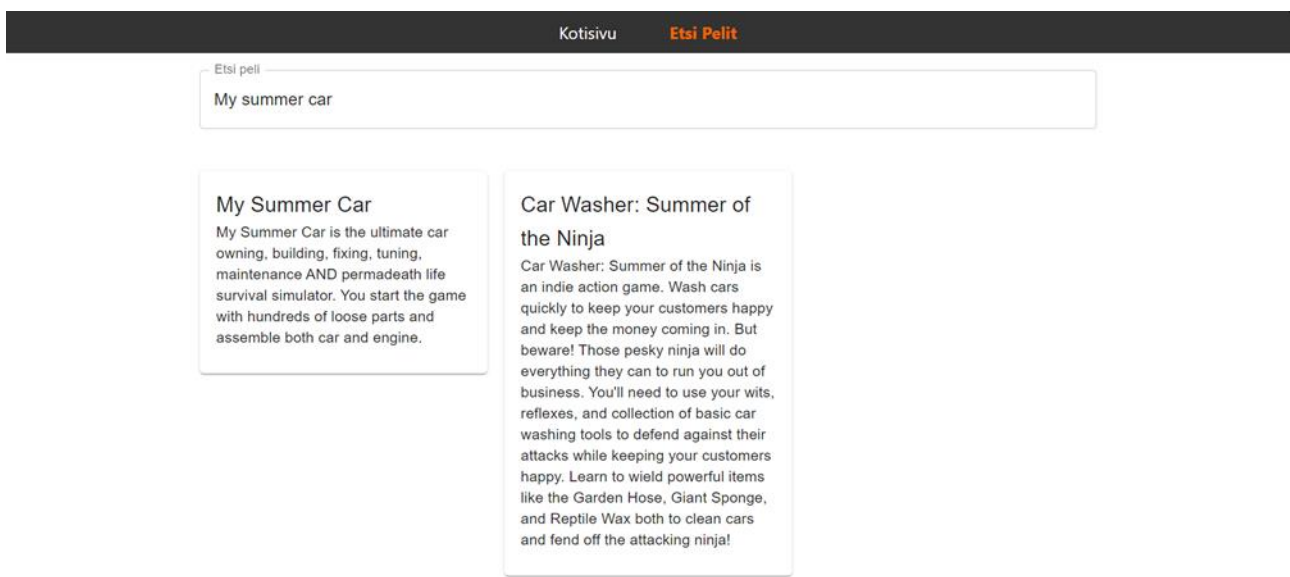 Kotisivu Etsi Pelit
Etsi peli
My summer car
My Summer Car
My Summer Car is the ultimate car
owning, building, fixing, tuning,
maintenance AND permadeath life
survival simulator. You start the game
with hundreds of loose parts and
assemble both car and engine.
Car Washer: Summer of
the Ninja
Car Washer: Summer of the Ninja is
an indie action game. Wash cars
quickly to keep your customers happy
and keep the money coming in. But
beware! Those pesky ninja will do
everything they can to run you out of
business. You'll need to use your wits,
reflexes, and collection of basic car
washing tools to defend against their
attacks while keeping your customers
happy. Learn to wield powerful items
like the Garden Hose, Giant Sponge,
and Reptile Wax both to clean cars
and fend off the attacking ninja!